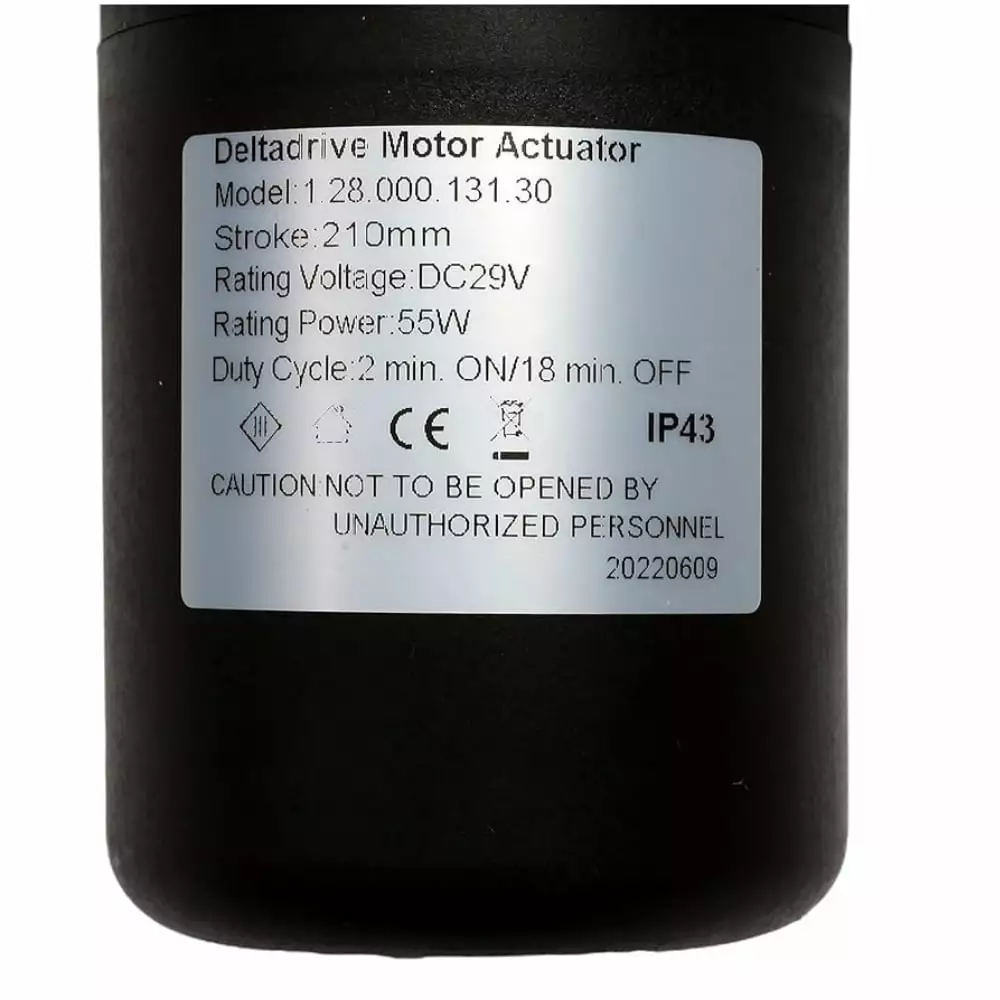 Deltadrive Motor Actuator
Model:1.28.000.131.30
Stroke:210mm
Rating Voltage:DC29V
Rating Power:55W
Duty Cycle:2 min. ON/18 min. OFF
CE IP43
CAUTION:NOT TO BE OPENED BY
UNAUTHORIZED PERSONNEL
20220609